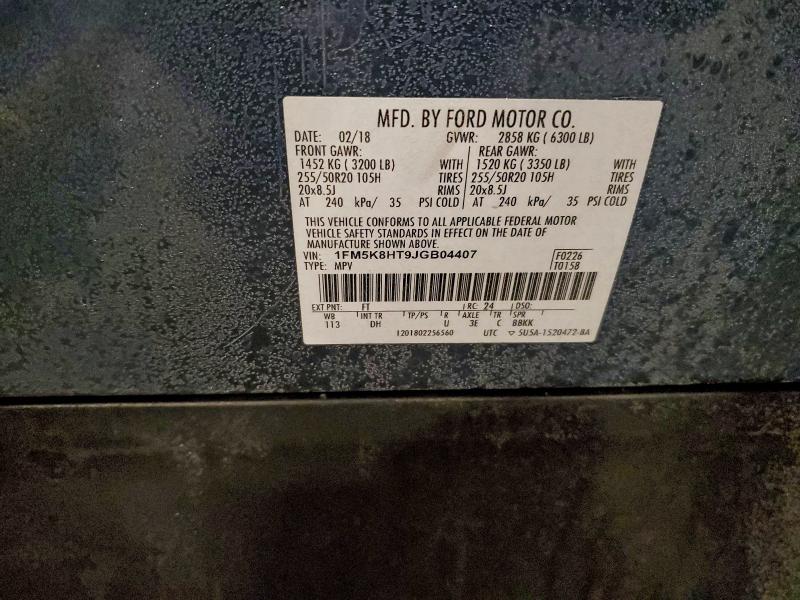 MFD. BY FORD MOTOR CO.
DATE: 02/18 GVWR: 2858 KG ( 6300 LB)
FRONT GAWR: REAR GAWR:
1452 KG ( 3200 LB) WITH 1520 KG ( 3350 LB) WITH
255/50R20 105H TIRES 255/50R20 105H TIRES
20x8.5J RIMS 20x8.5J RIMS
AT 240 kPa/ 35 PSI COLD AT 240 kPa/ 35 PSI COLD
THIS VEHICLE CONFORMS TO ALL APPLICABLE FEDERAL MOTOR
VEHICLE SAFETY STANDARDS IN EFFECT ON THE DATE OF
MANUFACTURE SHOWN ABOVE.
VIN: 1FM5K8HT9JGB04407 F0226
TYPE: MPV T0158
EXT PNT: FT RC: 24 DSO:
WB INT TR TP/PS R AXLE TR SPR
113 DH U 3E C BBKK
1201802256560 UTC ▽ 5U5A-1520472-BA